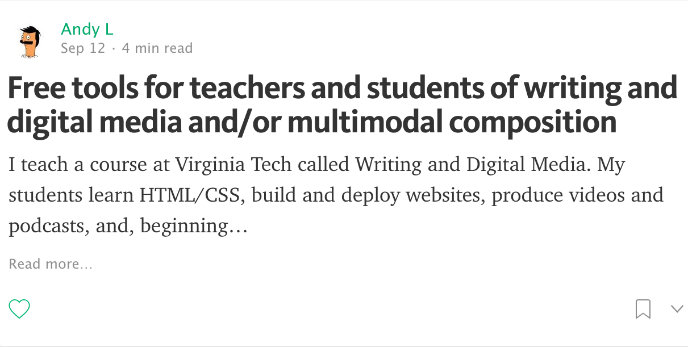 Andy L
Sep 12 · 4 min read
Free tools for teachers and students of writing and
digital media and/or multimodal composition
I teach a course at Virginia Tech called Writing and Digital Media. My
students learn HTML/CSS, build and deploy websites, produce videos and
podcasts, and, beginning…
Read more…